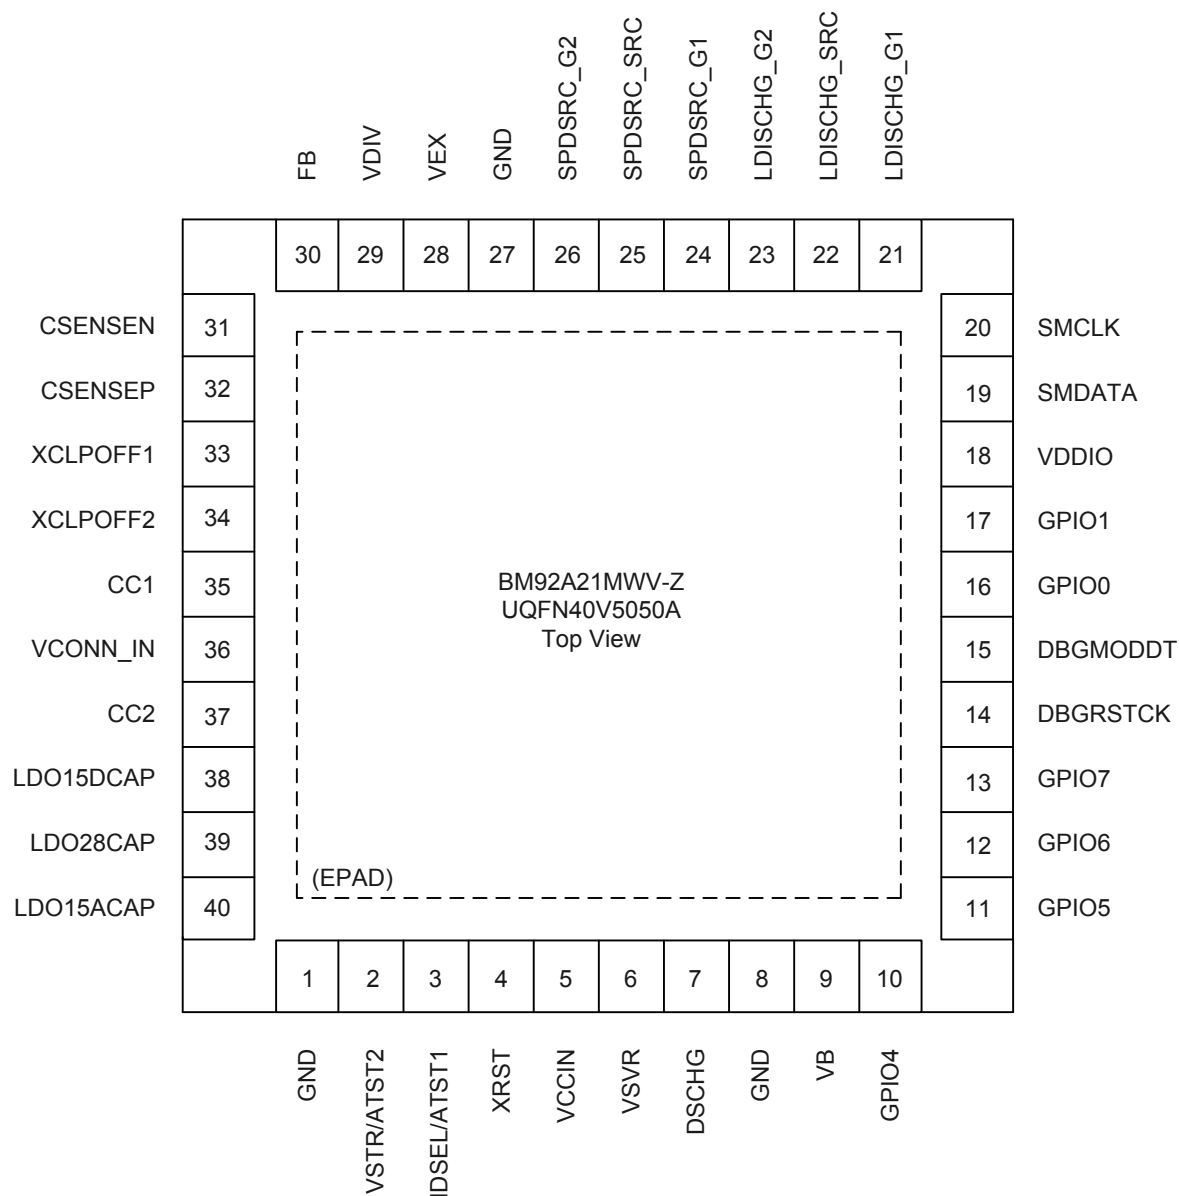 FB
VDIV
VEX
GND
SPDSRC_G2
SPDSRC_SRC
SPDSRC_G1
LDISCHG_G2
LDISCHG_SRC
LDISCHG_G1
30 29 28 27 26 25 24 23 22 21
CSENSEN 31
CSENSEP 32
XCLPOFF1 33
XCLPOFF2 34
CC1 35
VCONN_IN 36
CC2 37
LDO15DCAP 38
LDO28CAP 39
LDO15ACAP 40
BM92A21MWV-Z
UQFN40V5050A
Top View
(EPAD)
20 SMCLK
19 SMDATA
18 VDDIO
17 GPIO1
16 GPIO0
15 DBGMODDT
14 DBGRSTCK
13 GPIO7
12 GPIO6
11 GPIO5
1 2 3 4 5 6 7 8 9 10
GND
VSTR/ATST2
IDSEL/ATST1
XRST
VCCIN
VSVR
DSCHG
GND
VB
GPIO4